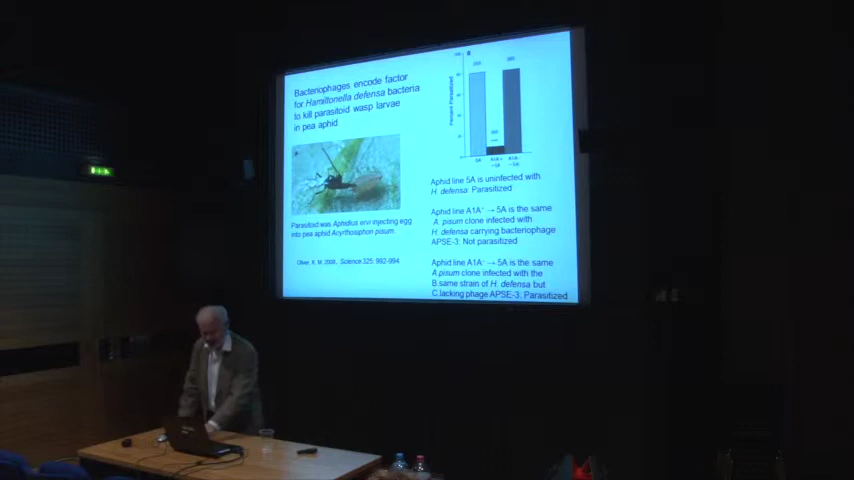 Bacteriophages encode factor
for Hamiltonella defensa bacteria
to kill parasitoid wasp larvae
in pea aphid
Parasitoid was Aphidius ervi injecting egg
into pea aphid Acyrthosiphon pisum.
Oliver, K. M. 2009, Science 325: 992-994.
Percent Parasitized
5A
Aphid line 5A is uninfected with
H. defensa: Parasitized
Aphid line A1A⁺ → 5A is the same
A. pisum clone infected with
H. defensa carrying bacteriophage
APSE-3: Not parasitized
Aphid line A1A⁻ → 5A is the same
A.pisum clone infected with the
B.same strain of H. defensa but
C.lacking phage APSE-3. Parasitized